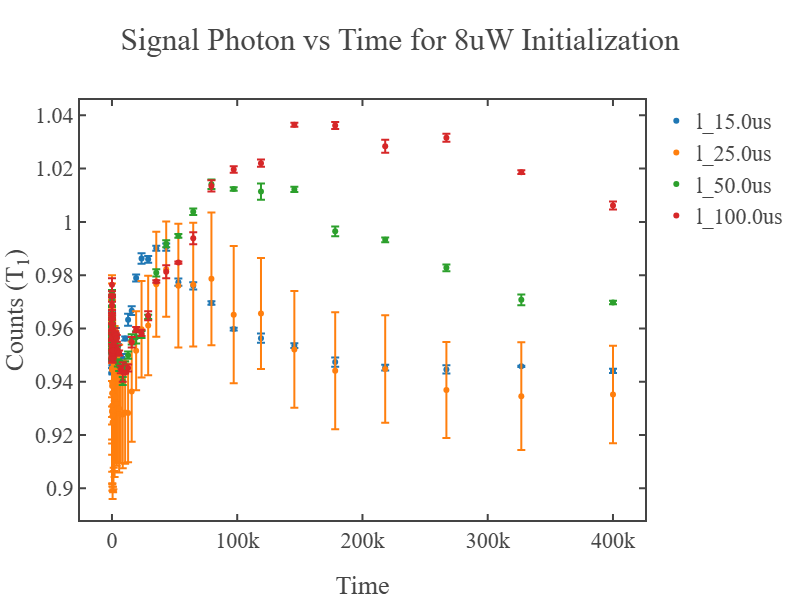 Signal Photon vs Time for 8uW Initialization
l_15.0us
l_25.0us
l_50.0us
l_100.0us
1.04
1.02
1
0.98
0.96
0.94
0.92
0.9
Counts (T1)
0
100k
200k
300k
400k
Time